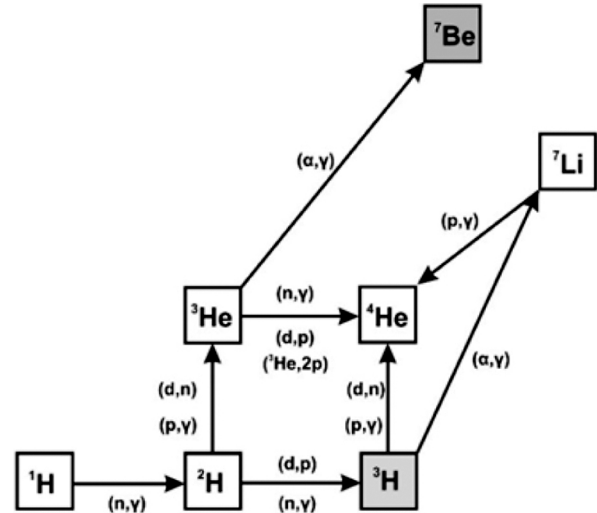 ⁷Be
(α,γ)
⁷Li
(p,γ)
³He
(n,γ)
⁴He
(d,p)
(³He,2p)
(α,γ)
(d,n)
(p,γ)
(d,n)
(p,γ)
¹H
(n,γ)
²H
(d,p)
(n,γ)
³H